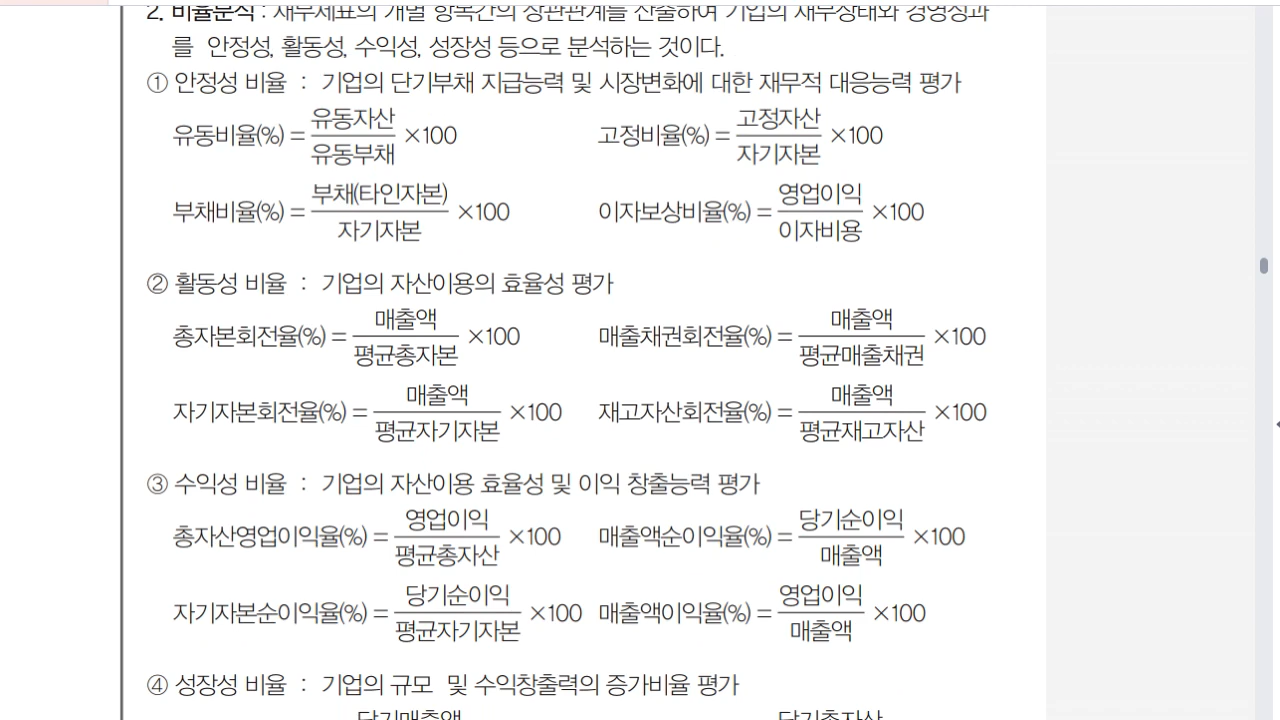 2. 비율분석 : 재무제표의 개별 항목간의 상관관계를 산출하여 기업의 재무상태와 경영성과
를 안정성, 활동성, 수익성, 성장성 등으로 분석하는 것이다.
① 안정성 비율 : 기업의 단기부채 지급능력 및 시장변화에 대한 재무적 대응능력 평가
유동비율(%) = 유동자산 / 유동부채 ×100 고정비율(%) = 고정자산 / 자기자본 ×100
부채비율(%) = 부채(타인자본) / 자기자본 ×100 이자보상비율(%) = 영업이익 / 이자비용 ×100
② 활동성 비율 : 기업의 자산이용의 효율성 평가
총자본회전율(%) = 매출액 / 평균총자본 ×100 매출채권회전율(%) = 매출액 / 평균매출채권 ×100
자기자본회전율(%) = 매출액 / 평균자기자본 ×100 재고자산회전율(%) = 매출액 / 평균재고자산 ×100
③ 수익성 비율 : 기업의 자산이용 효율성 및 이익 창출능력 평가
총자산영업이익율(%) = 영업이익 / 평균총자산 ×100 매출액순이익율(%) = 당기순이익 / 매출액 ×100
자기자본순이익율(%) = 당기순이익 / 평균자기자본 ×100 매출액이익율(%) = 영업이익 / 매출액 ×100
④ 성장성 비율 : 기업의 규모 및 수익창출력의 증가비율 평가
당기매출액 당기총자산